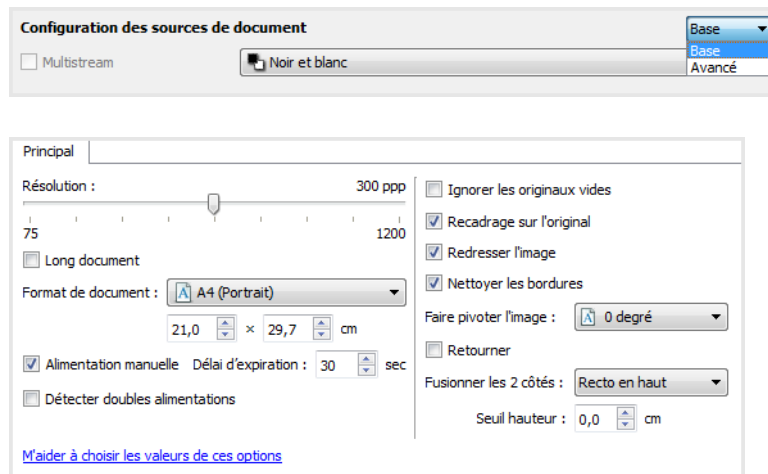 Configuration des sources de document
Base
Base
Avancé
Multistream
Noir et blanc
Principal
Résolution :
300 ppp
75
1200
Long document
Format de document :
A4 (Portrait)
21,0 × 29,7 cm
Alimentation manuelle
Délai d'expiration : 30 sec
Détecter doubles alimentations
M'aider à choisir les valeurs de ces options
Ignorer les originaux vides
Recadrage sur l'original
Redresser l'image
Nettoyer les bordures
Faire pivoter l'image : 0 degré
Retourner
Fusionner les 2 côtés : Recto en haut
Seuil hauteur : 0,0 cm